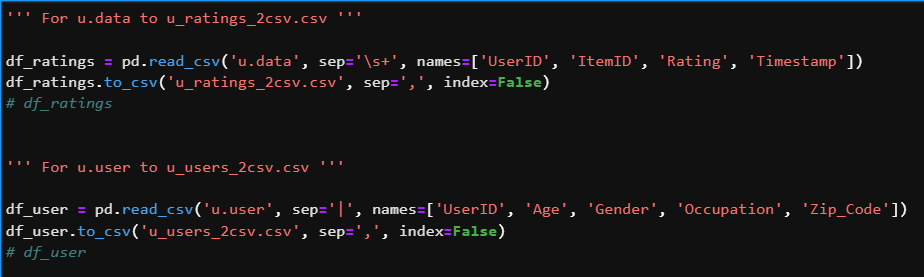 ''' For u.data to u_ratings_2csv.csv '''
df_ratings = pd.read_csv('u.data', sep='\s+', names=['UserID', 'ItemID', 'Rating', 'Timestamp'])
df_ratings.to_csv('u_ratings_2csv.csv', sep=',', index=False)
# df_ratings
''' For u.user to u_users_2csv.csv '''
df_user = pd.read_csv('u.user', sep='|', names=['UserID', 'Age', 'Gender', 'Occupation', 'Zip_Code'])
df_user.to_csv('u_users_2csv.csv', sep=',', index=False)
# df_user